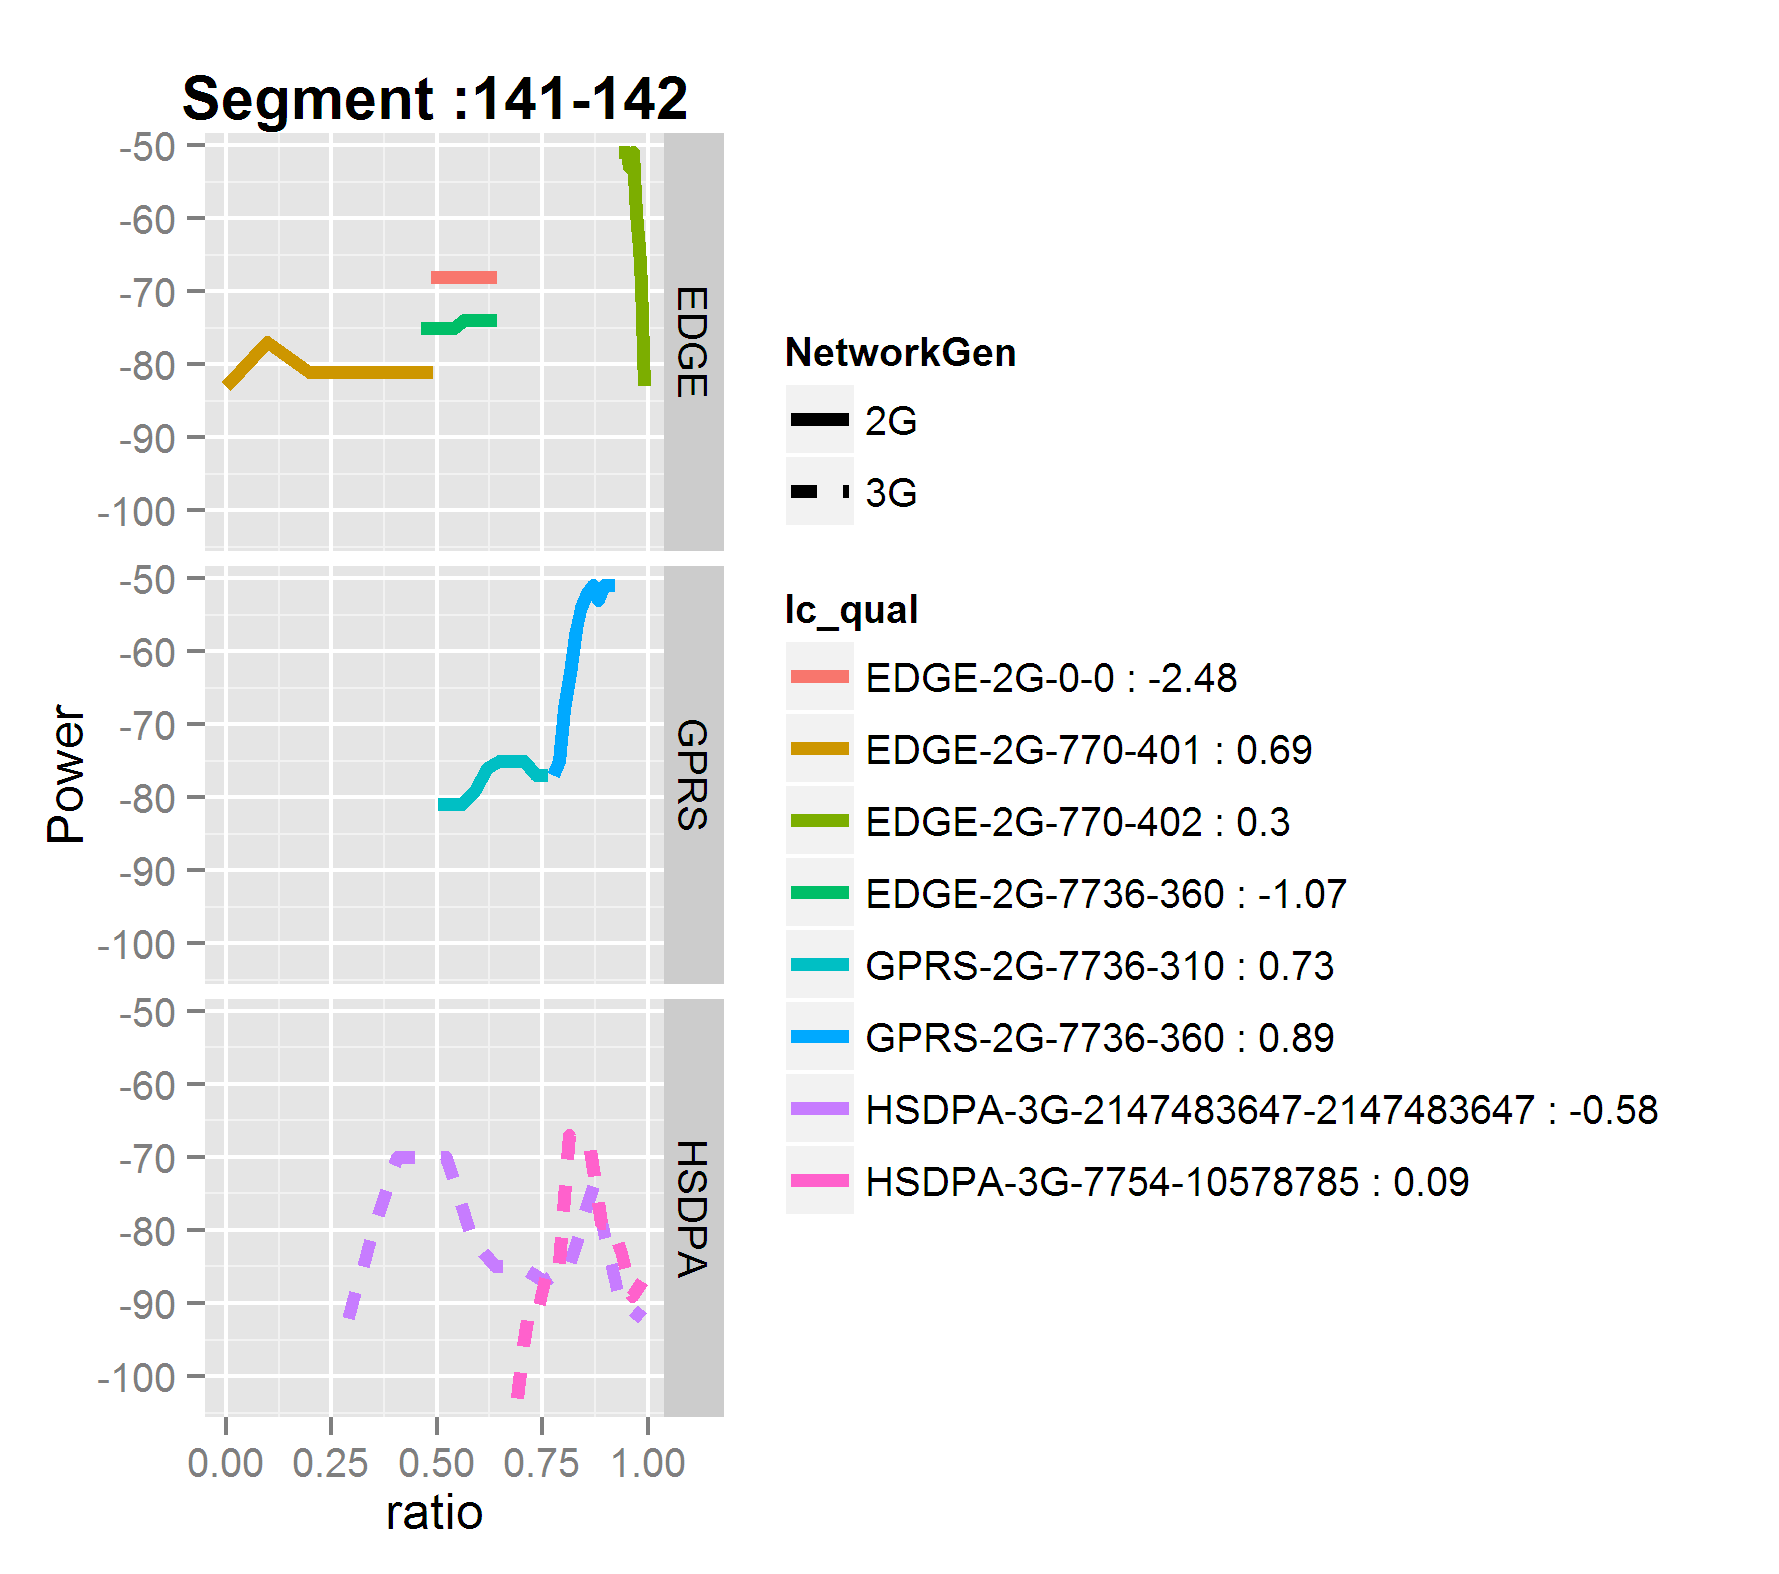 Segment :141-142
-50
-60
-70
-80
-90
-100
EDGE
-50
-60
-70
-80
-90
-100
GPRS
-50
-60
-70
-80
-90
-100
HSDPA
Power
0.00 0.25 0.50 0.75 1.00
ratio
NetworkGen
2G
3G
lc_qual
EDGE-2G-0-0 : -2.48
EDGE-2G-770-401 : 0.69
EDGE-2G-770-402 : 0.3
EDGE-2G-7736-360 : -1.07
GPRS-2G-7736-310 : 0.73
GPRS-2G-7736-360 : 0.89
HSDPA-3G-2147483647-2147483647 : -0.58
HSDPA-3G-7754-10578785 : 0.09